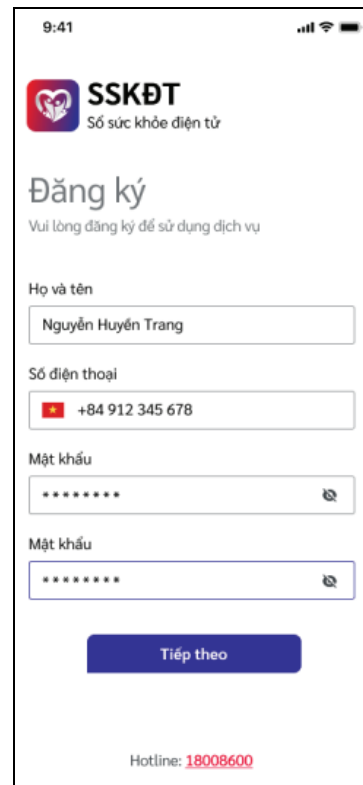 9:41
SSKĐT
Sổ sức khỏe điện tử
Đăng ký
Vui lòng đăng ký để sử dụng dịch vụ
Họ và tên
Nguyễn Huyền Trang
Số điện thoại
+84 912 345 678
Mật khẩu
********
Mật khẩu
********
Tiếp theo
Hotline: 18008600